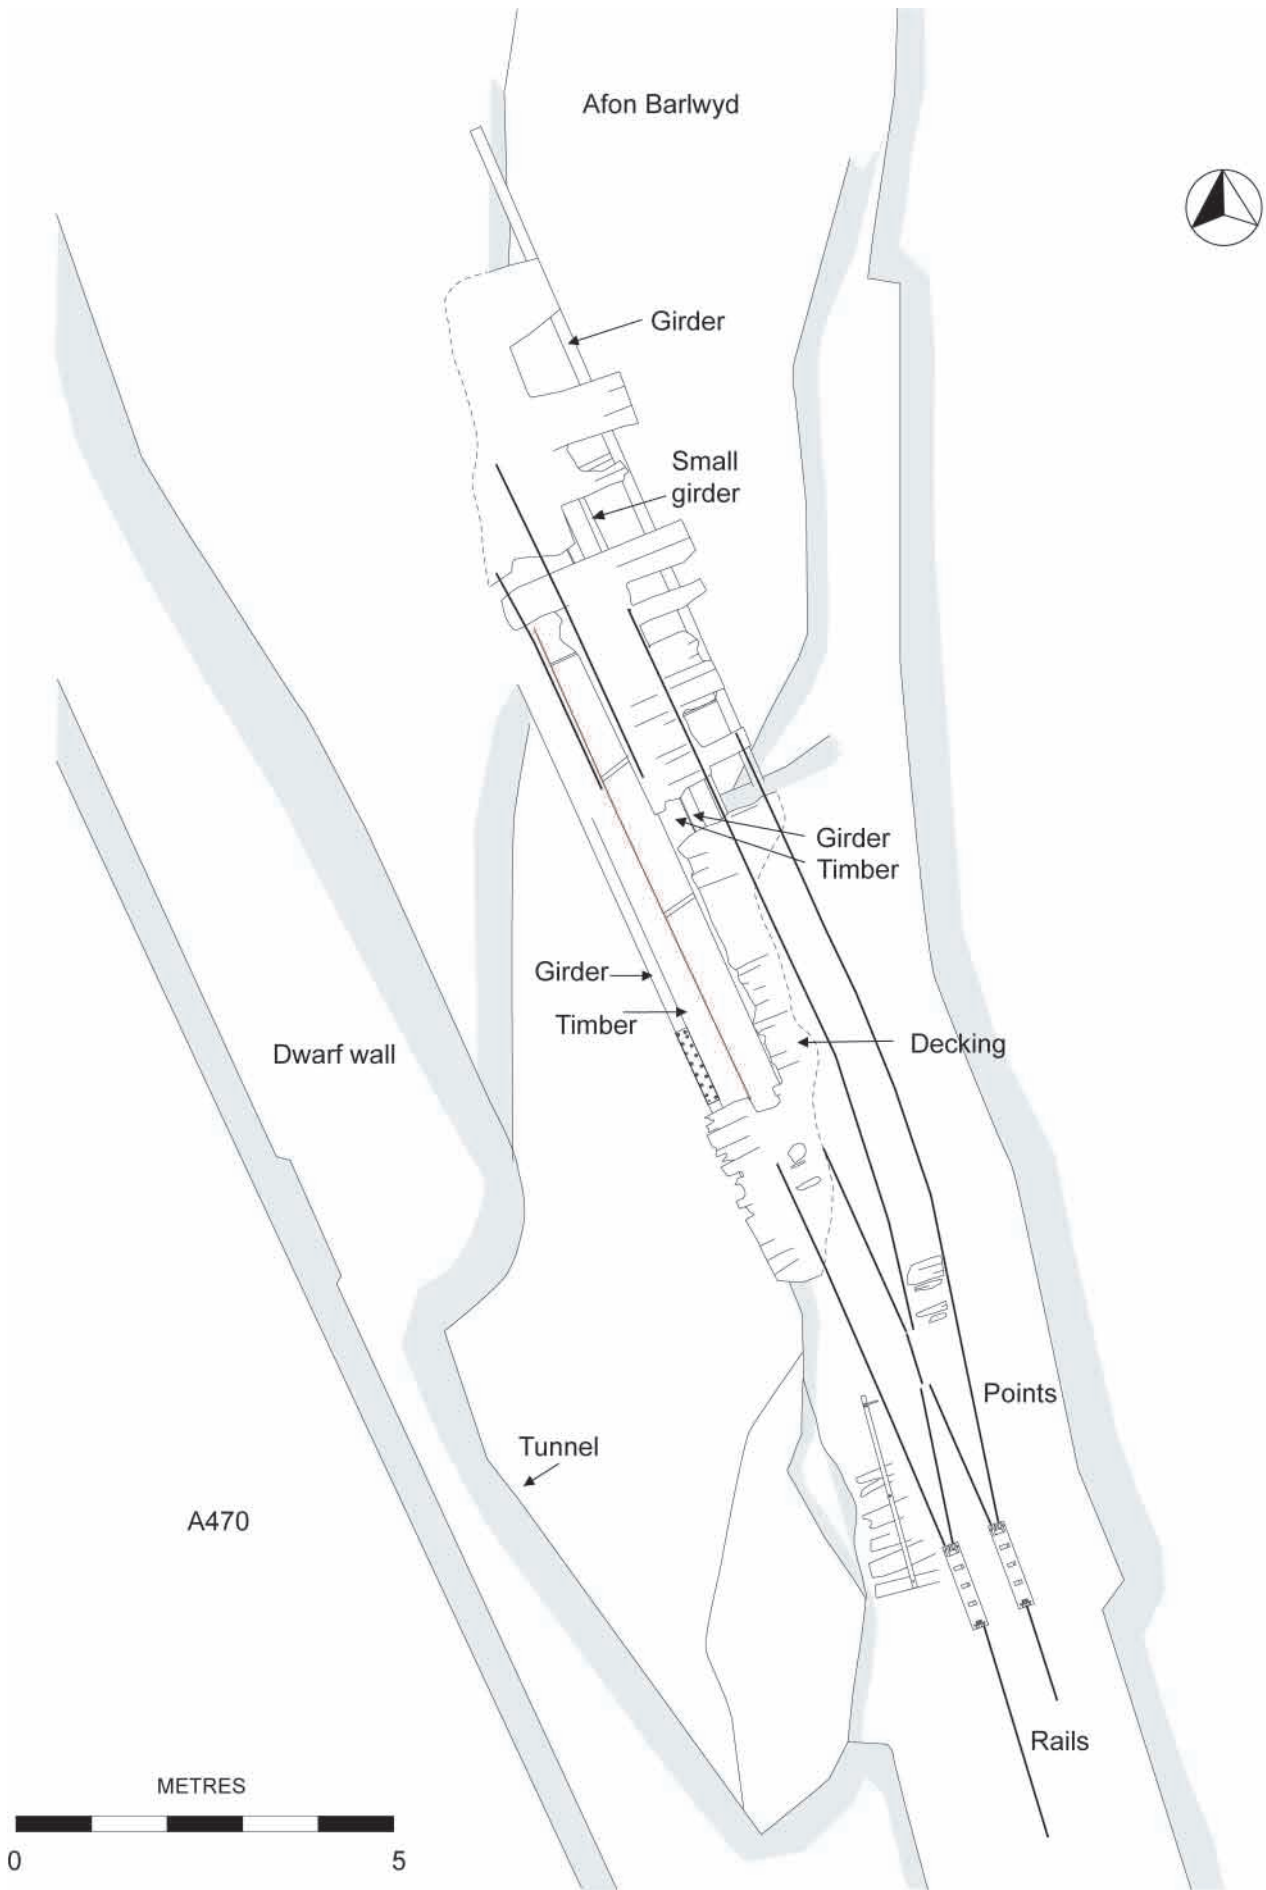 Afon Barlwyd
Girder
Small
girder
Girder
Timber
Girder
Timber
Decking
Dwarf wall
Points
Tunnel
A470
Rails
METRES
0 5